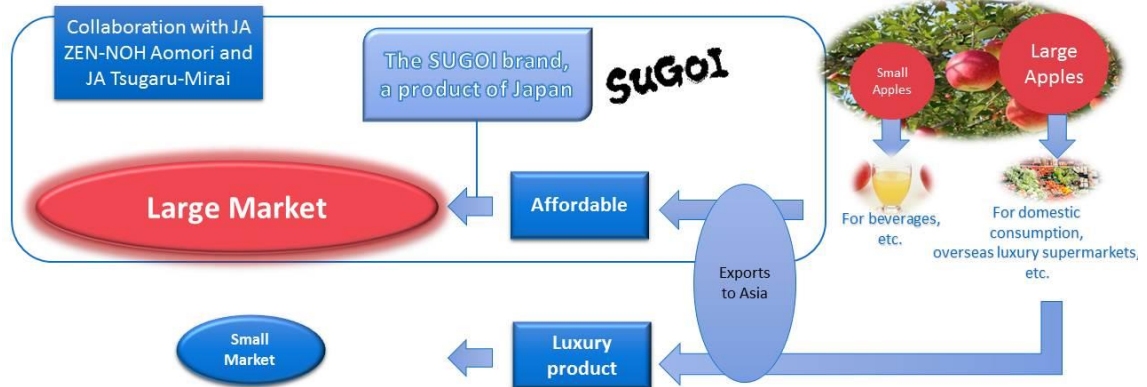 Collaboration with JA
ZEN-NOH Aomori and
JA Tsugaru-Mirai
The SUGOI brand,
a product of Japan
SuGoI
Small
Apples
Large
Apples
Large Market
Affordable
For beverages,
etc.
For domestic
consumption,
overseas luxury supermarkets,
etc.
Exports
to Asia
Small
Market
Luxury
product